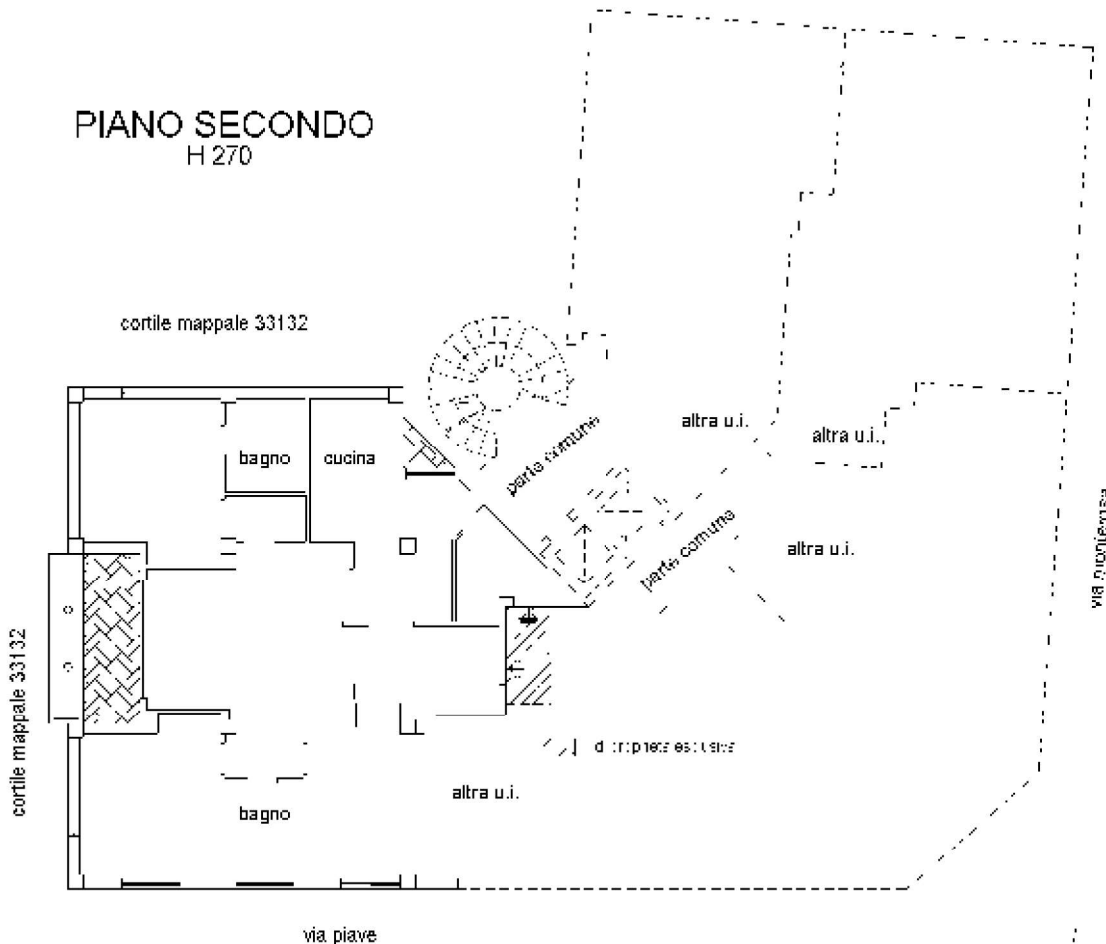 PIANO SECONDO
H 270
cortile mappale 33132
bagno
cucina
parte comune
altra u.i.
altra u.i.
parte comune
altra u.i.
via
cortile mappale 33132
altra u.i.
bagno
via piave